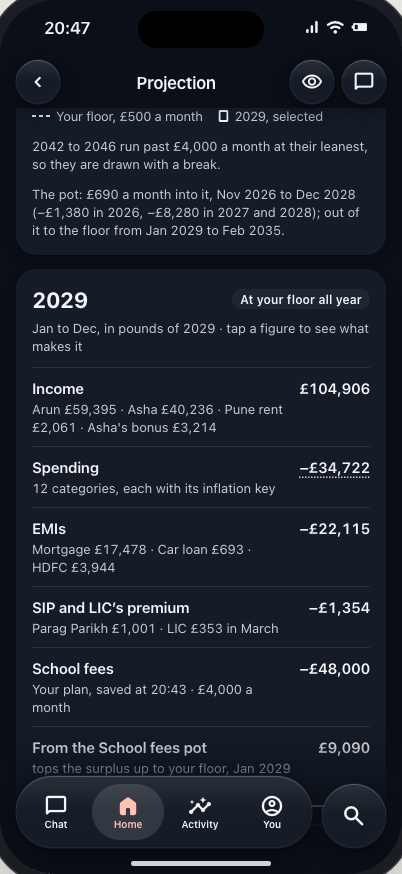 20:47
Projection
Your floor, £500 a month 2029, selected
2042 to 2046 run past £4,000 a month at their leanest,
so they are drawn with a break.
The pot: £690 a month into it, Nov 2026 to Dec 2028
(−£1,380 in 2026, −£8,280 in 2027 and 2028); out of
it to the floor from Jan 2029 to Feb 2035.
2029 At your floor all year
Jan to Dec, in pounds of 2029 · tap a figure to see what
makes it
Income £104,906
Arun £59,395 · Asha £40,236 · Pune rent
£2,061 · Asha's bonus £3,214
Spending −£34,722
12 categories, each with its inflation key
EMIs −£22,115
Mortgage £17,478 · Car loan £693 ·
HDFC £3,944
SIP and LIC's premium −£1,354
Parag Parikh £1,001 · LIC £353 in March
School fees −£48,000
Your plan, saved at 20:43 · £4,000 a
month
From the School fees pot £9,090
tops the surplus up to your floor, Jan 2029
Chat Home Activity You